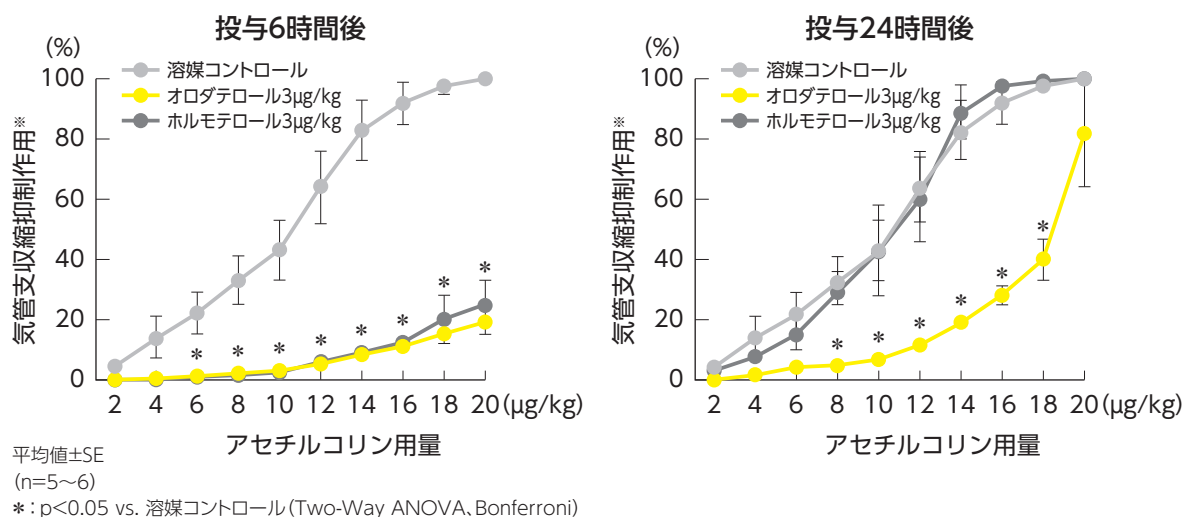 投与6時間後
(%)
溶媒コントロール
オロダテロール3μg/kg
ホルモテロール3μg/kg
気管支収縮抑制作用※
100
80
60
40
20
0
* * * * * * * *
2 4 6 8 10 12 14 16 18 20 (μg/kg)
アセチルコリン用量
投与24時間後
(%)
溶媒コントロール
オロダテロール3μg/kg
ホルモテロール3μg/kg
気管支収縮抑制作用※
100
80
60
40
20
0
* * * * * *
2 4 6 8 10 12 14 16 18 20 (μg/kg)
アセチルコリン用量
平均値±SE
(n=5〜6)
*:p<0.05 vs. 溶媒コントロール(Two-Way ANOVA、Bonferroni)